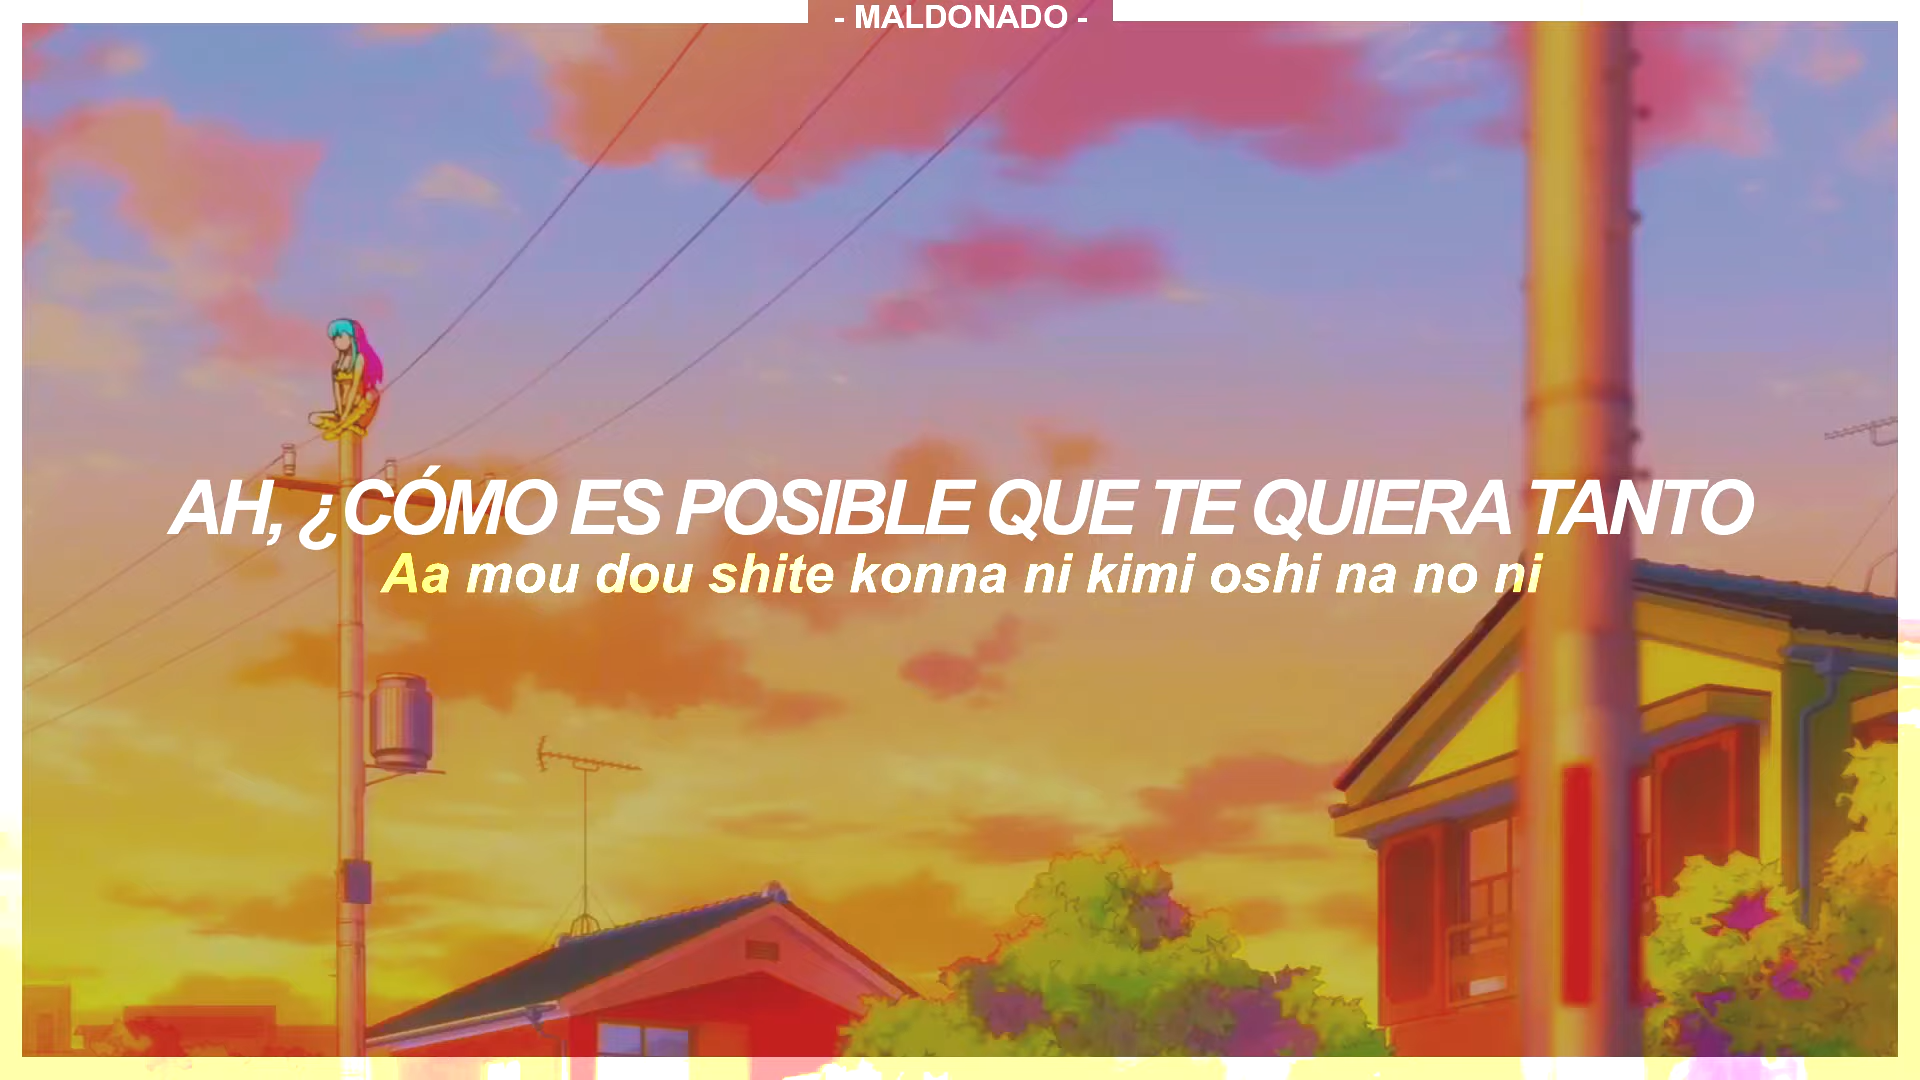 - MALDONADO -
AH, ¿CÓMO ES POSIBLE QUE TE QUIERA TANTO
Aa mou dou shite konna ni kimi oshi na no ni